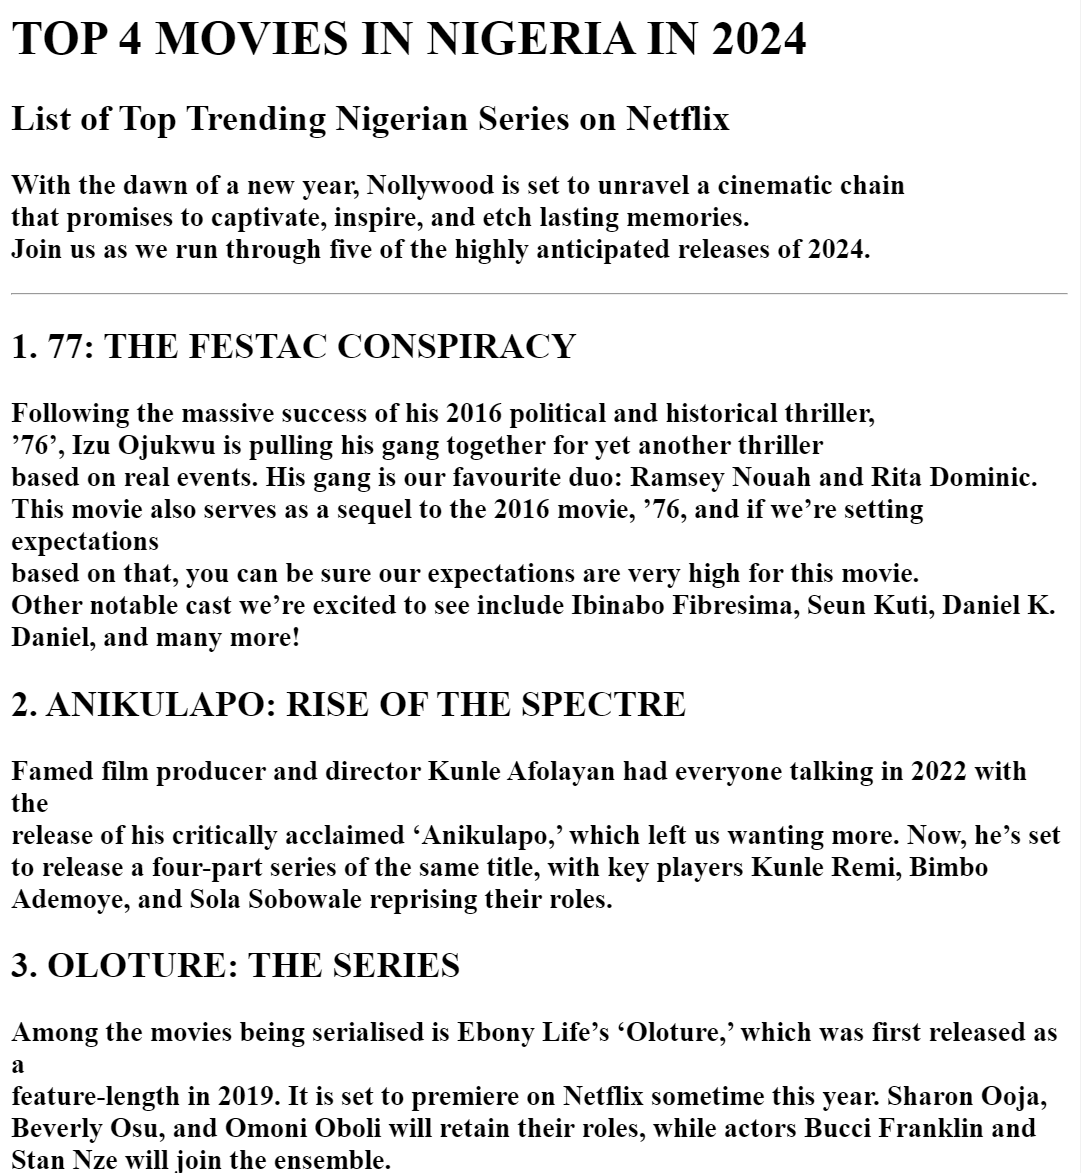 TOP 4 MOVIES IN NIGERIA IN 2024
List of Top Trending Nigerian Series on Netflix
With the dawn of a new year, Nollywood is set to unravel a cinematic chain
that promises to captivate, inspire, and etch lasting memories.
Join us as we run through five of the highly anticipated releases of 2024.
1. 77: THE FESTAC CONSPIRACY
Following the massive success of his 2016 political and historical thriller,
’76’, Izu Ojukwu is pulling his gang together for yet another thriller
based on real events. His gang is our favourite duo: Ramsey Nouah and Rita Dominic.
This movie also serves as a sequel to the 2016 movie, ’76, and if we’re setting
expectations
based on that, you can be sure our expectations are very high for this movie.
Other notable cast we’re excited to see include Ibinabo Fibresima, Seun Kuti, Daniel K.
Daniel, and many more!
2. ANIKULAPO: RISE OF THE SPECTRE
Famed film producer and director Kunle Afolayan had everyone talking in 2022 with
the
release of his critically acclaimed ‘Anikulapo,’ which left us wanting more. Now, he’s set
to release a four-part series of the same title, with key players Kunle Remi, Bimbo
Ademoye, and Sola Sobowale reprising their roles.
3. OLOTURE: THE SERIES
Among the movies being serialised is Ebony Life’s ‘Oloture,’ which was first released as
a
feature-length in 2019. It is set to premiere on Netflix sometime this year. Sharon Ooja,
Beverly Osu, and Omoni Oboli will retain their roles, while actors Bucci Franklin and
Stan Nze will join the ensemble.